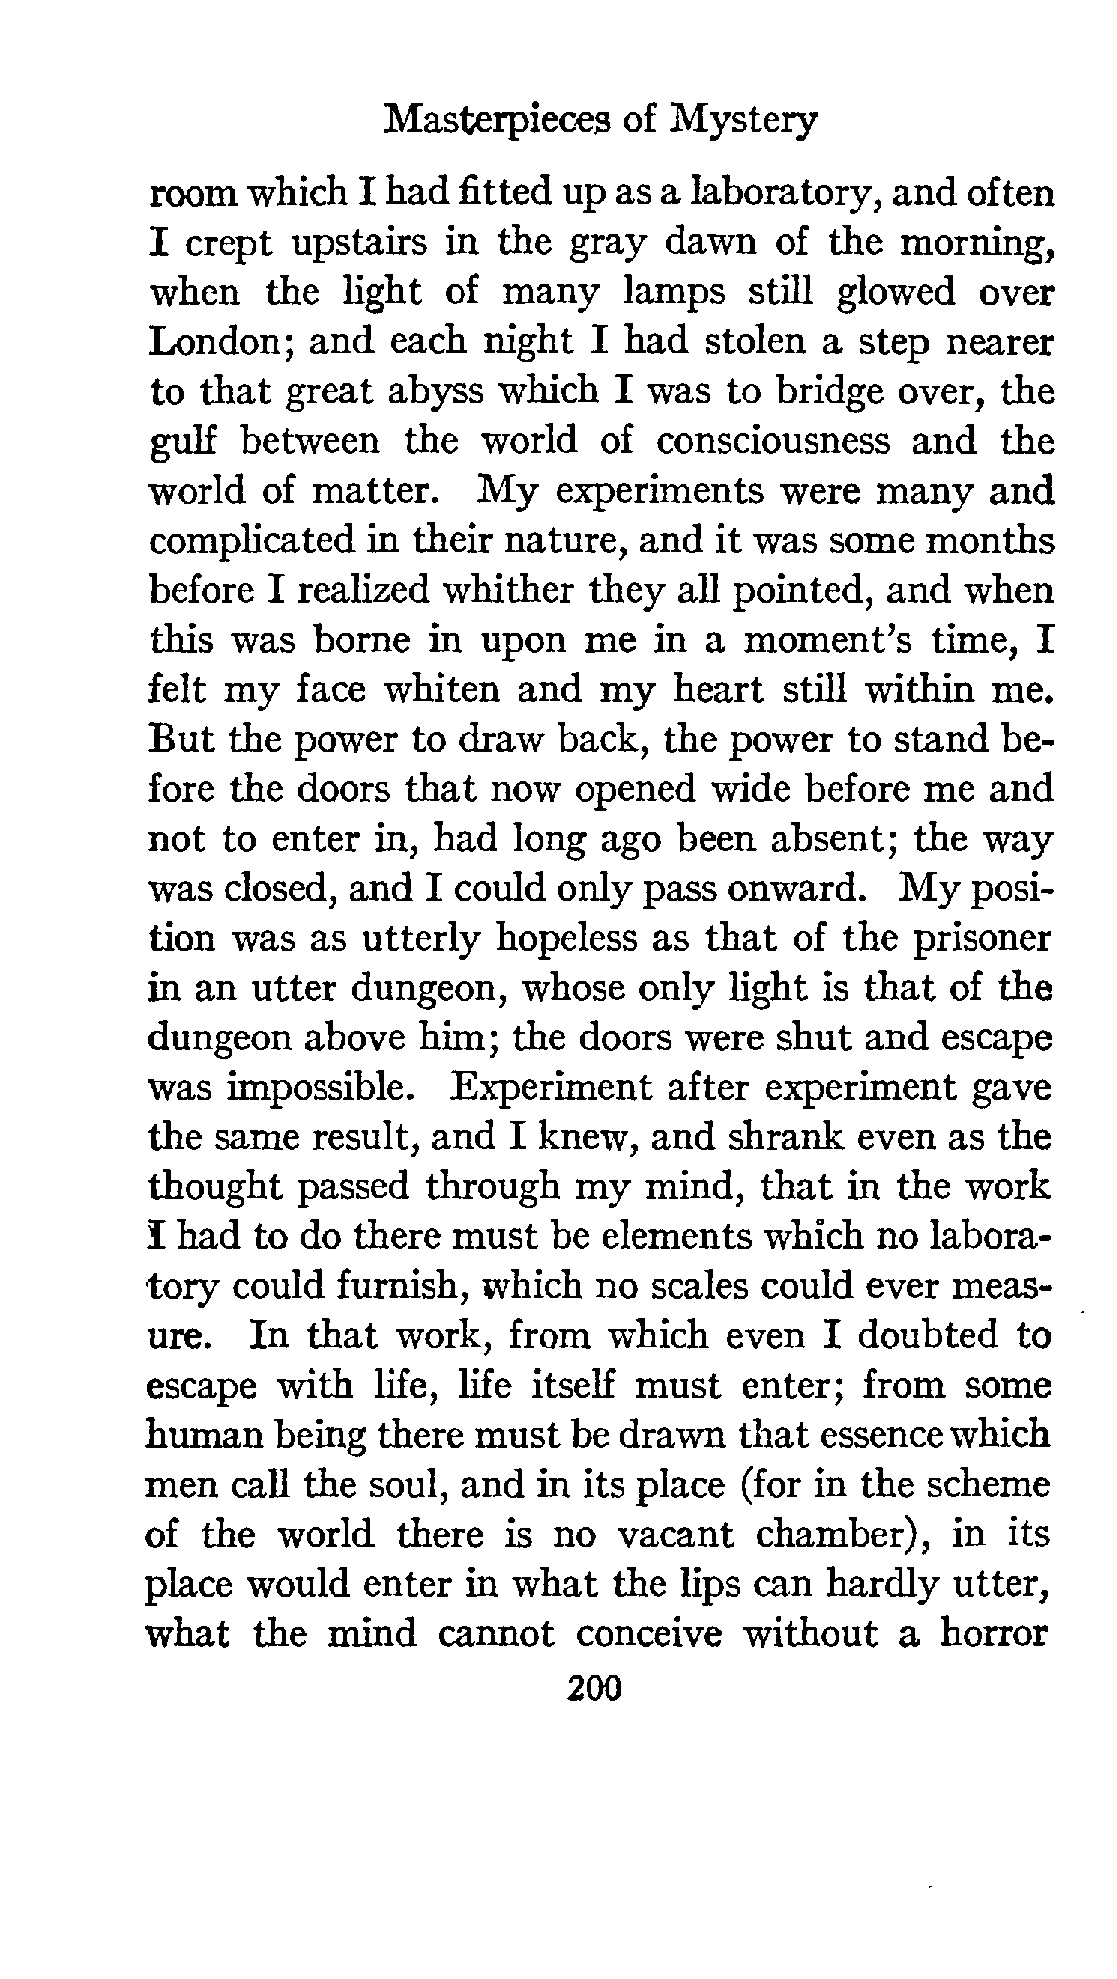 Masterpieces of Mystery
room which I had fitted up as a laboratory, and often
I crept upstairs in the gray dawn of the morning,
when the light of many lamps still glowed over
London; and each night I had stolen a step nearer
to that great abyss which I was to bridge over, the
gulf between the world of consciousness and the
world of matter. My experiments were many and
complicated in their nature, and it was some months
before I realized whither they all pointed, and when
this was borne in upon me in a moment's time, I
felt my face whiten and my heart still within me.
But the power to draw back, the power to stand be-
fore the doors that now opened wide before me and
not to enter in, had long ago been absent; the way
was closed, and I could only pass onward. My posi-
tion was as utterly hopeless as that of the prisoner
in an utter dungeon, whose only light is that of the
dungeon above him; the doors were shut and escape
was impossible. Experiment after experiment gave
the same result, and I knew, and shrank even as the
thought passed through my mind, that in the work
I had to do there must be elements which no labora-
tory could furnish, which no scales could ever meas-
ure. In that work, from which even I doubted to
escape with life, life itself must enter; from some
human being there must be drawn that essence which
men call the soul, and in its place (for in the scheme
of the world there is no vacant chamber), in its
place would enter in what the lips can hardly utter,
what the mind cannot conceive without a horror
200